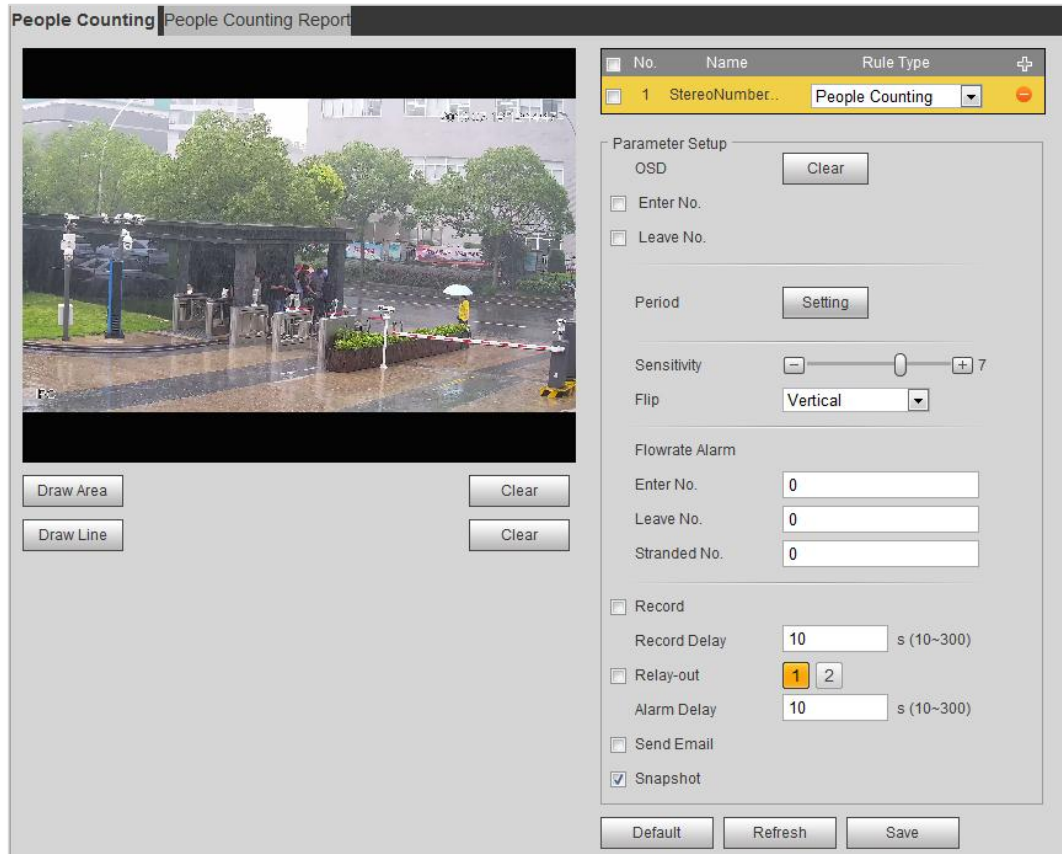 People Counting People Counting Report
No. Name Rule Type
1 StereoNumber... People Counting
Parameter Setup
OSD Clear
Enter No.
Leave No.
Period Setting
Sensitivity 7
Flip Vertical
Flowrate Alarm
Enter No. 0
Leave No. 0
Stranded No. 0
Record
Record Delay 10 s (10~300)
Relay-out 1 2
Alarm Delay 10 s (10~300)
Send Email
Snapshot
Default Refresh Save
Draw Area Clear
Draw Line Clear